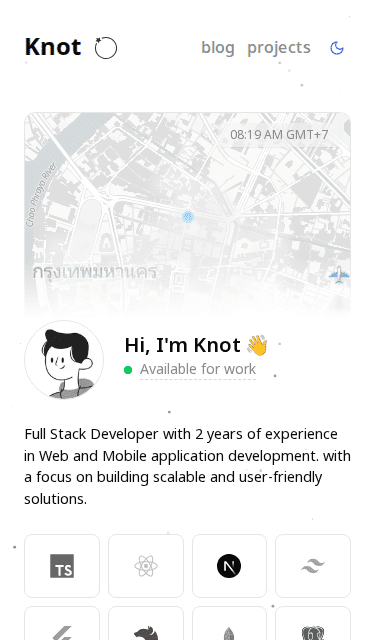 Knot
blog projects
08:19 AM GMT+7
Chao Phraya River
กรุงเทพมหานคร
Hi, I'm Knot 👋
Available for work
Full Stack Developer with 2 years of experience
in Web and Mobile application development. with
a focus on building scalable and user-friendly
solutions.
TS
N